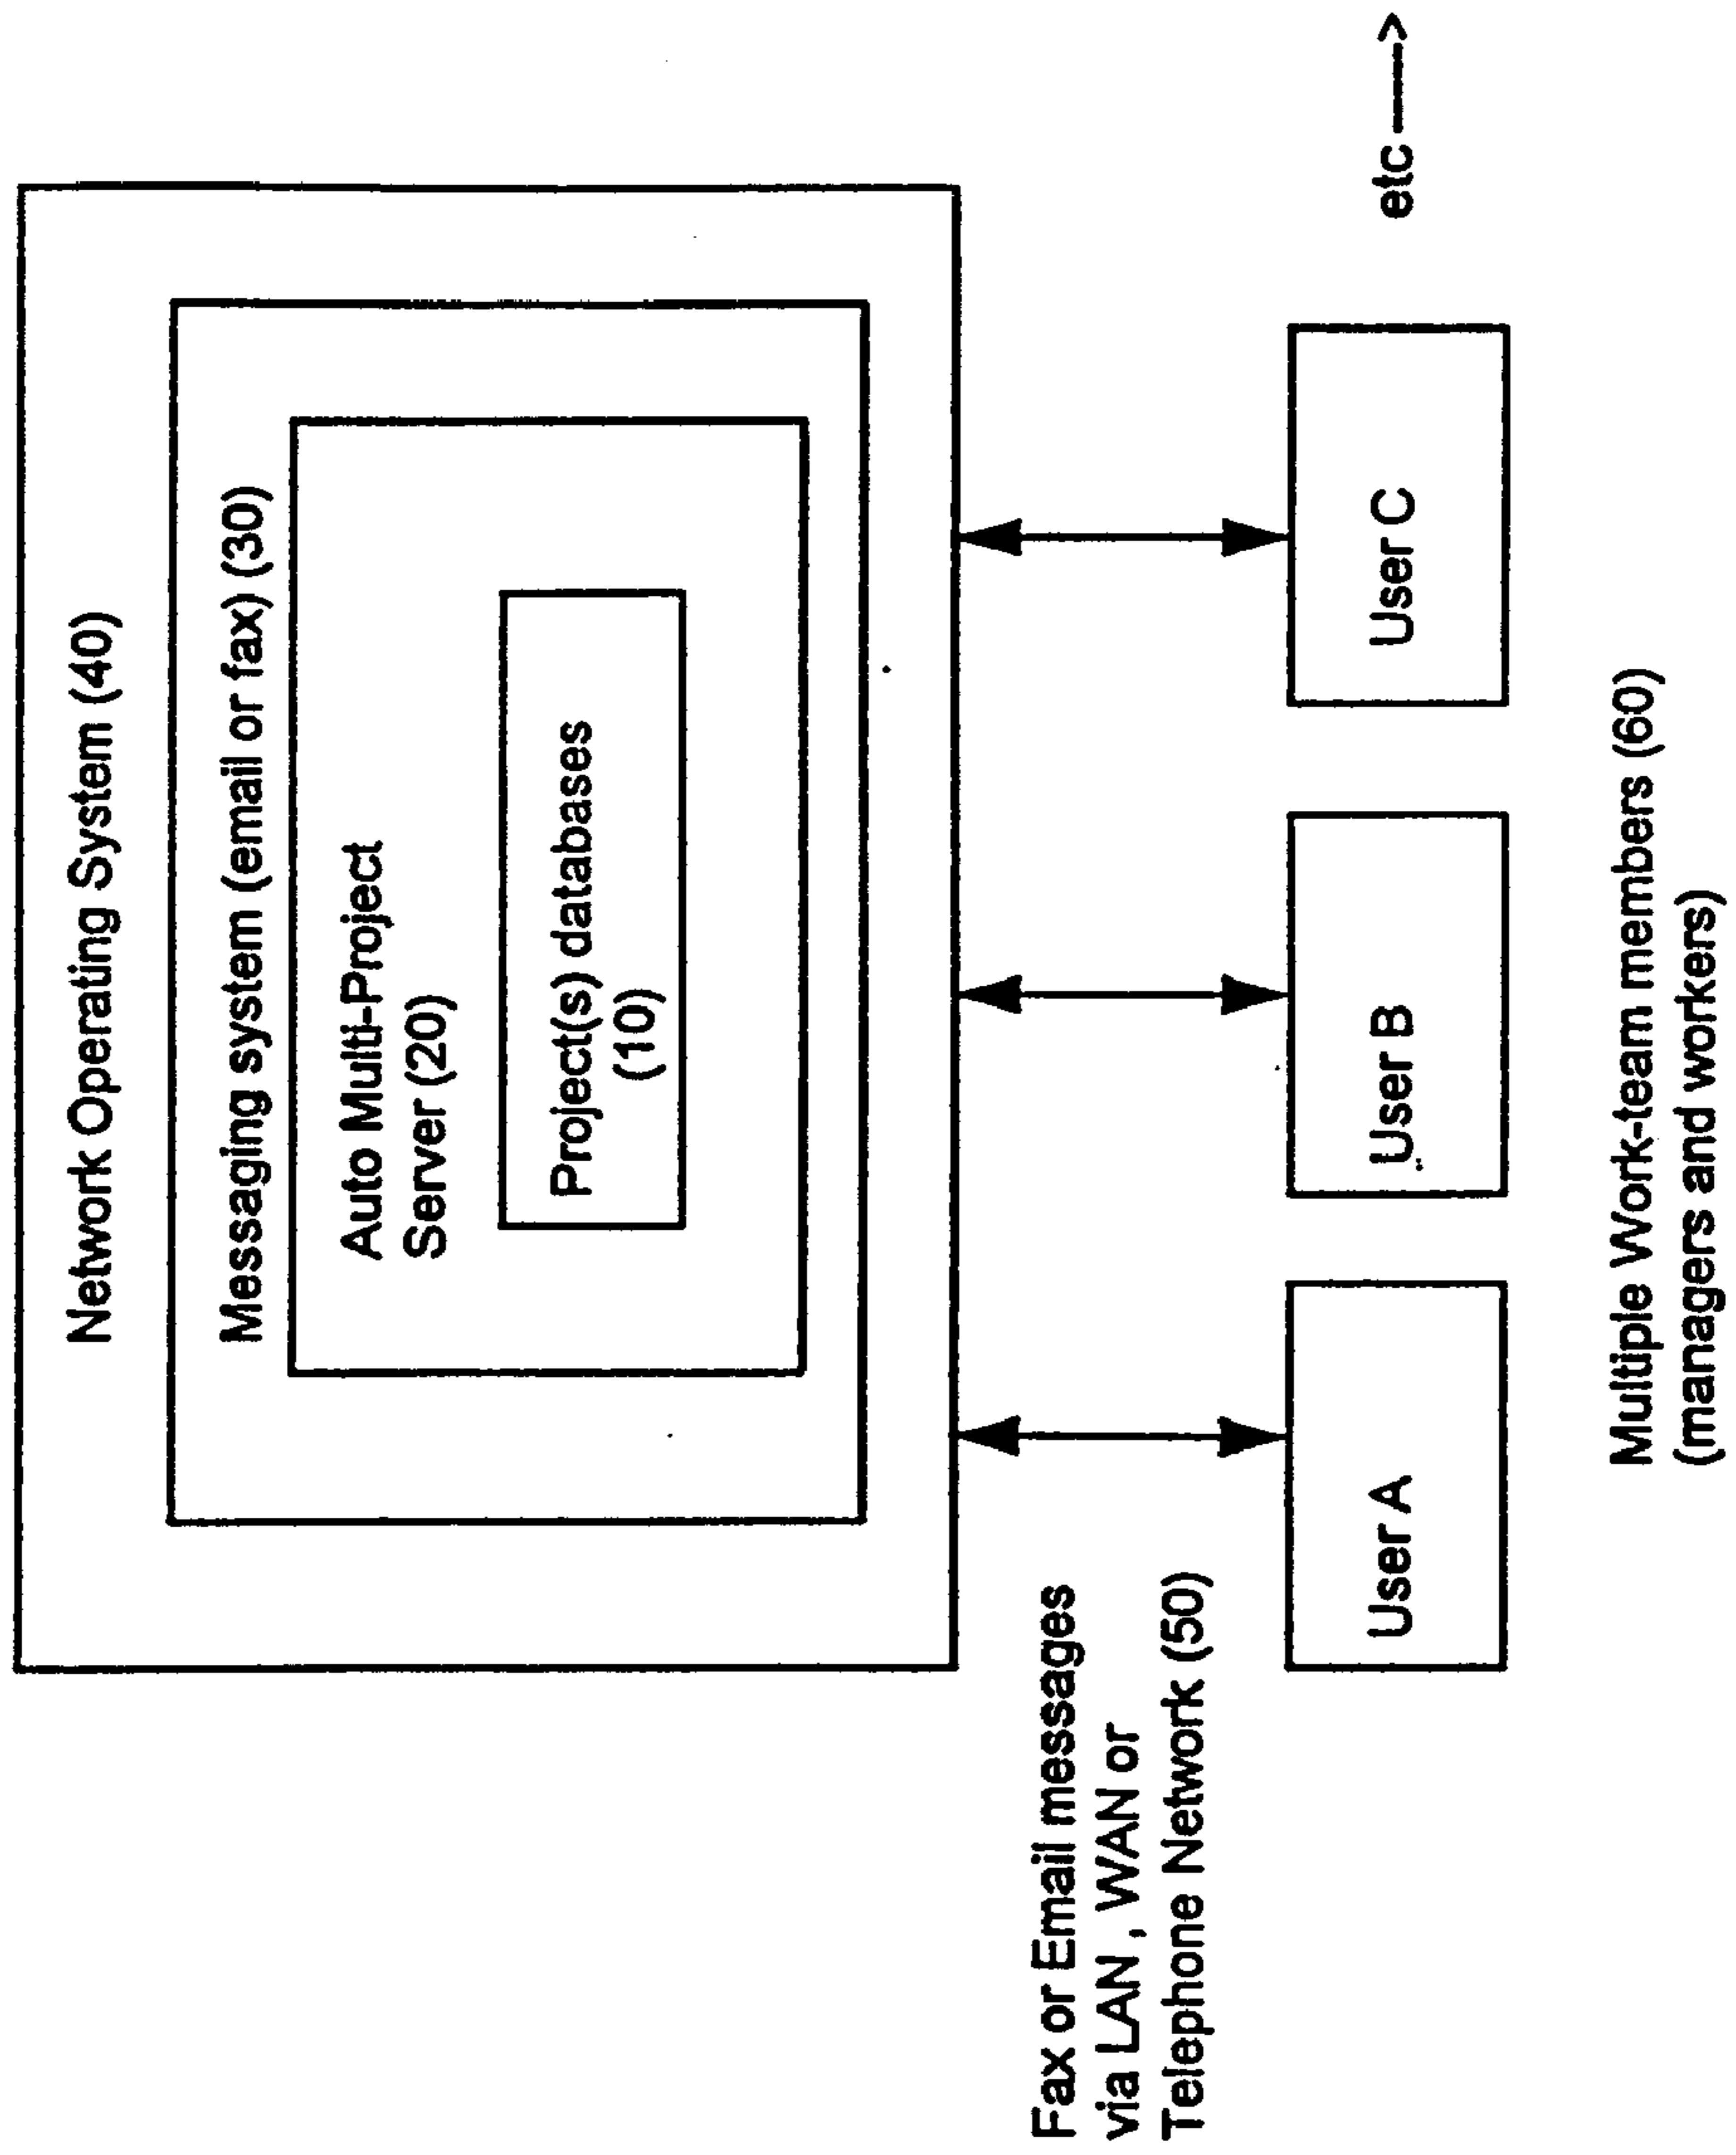 Network Operating System (40)
Messaging system (email or fax) (30)
Auto Multi-Project
Server (20)
Project(s) databases
(10)
Fax or Email messages
via LAN, WAN or
Telephone Network (50)
User A
User B
User C
etc ---->
Multiple Work-team members (60)
(managers and workers)